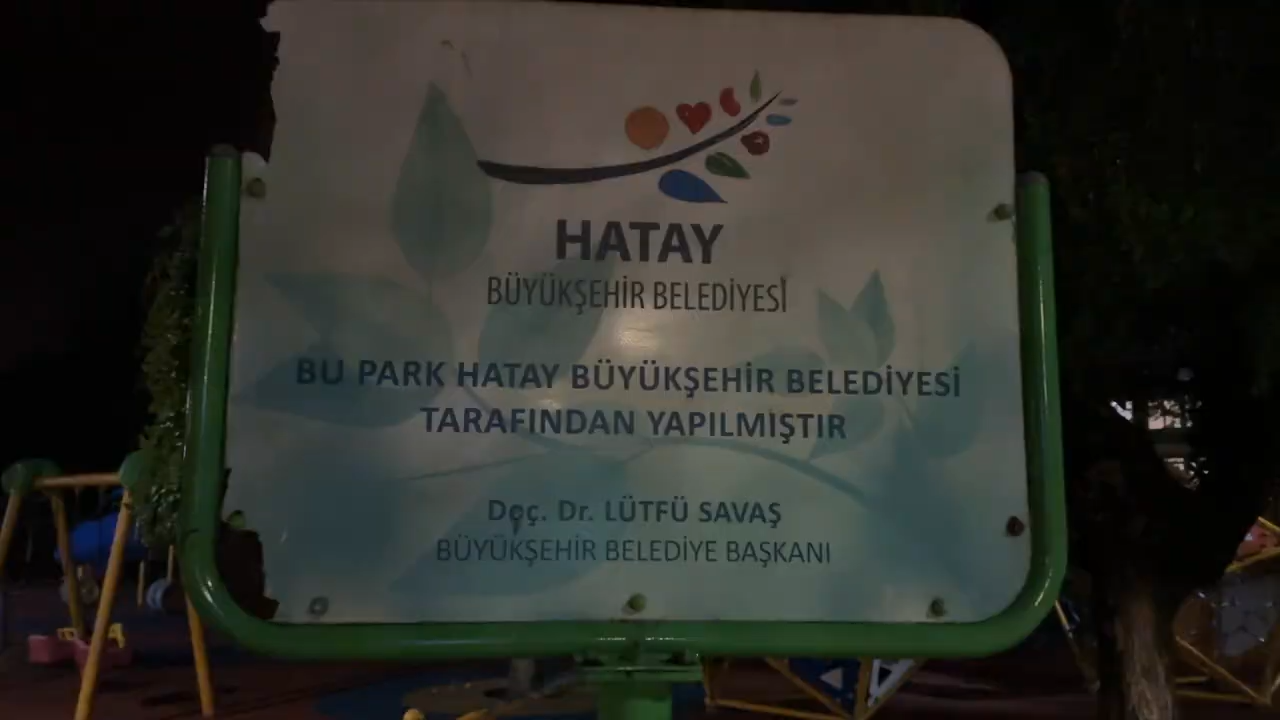 HATAY
BÜYÜKŞEHİR BELEDİYESİ
BU PARK HATAY BÜYÜKŞEHİR BELEDİYESİ
TARAFINDAN YAPILMIŞTIR
Doç. Dr. LÜTFÜ SAVAŞ
BÜYÜKŞEHİR BELEDİYE BAŞKANI